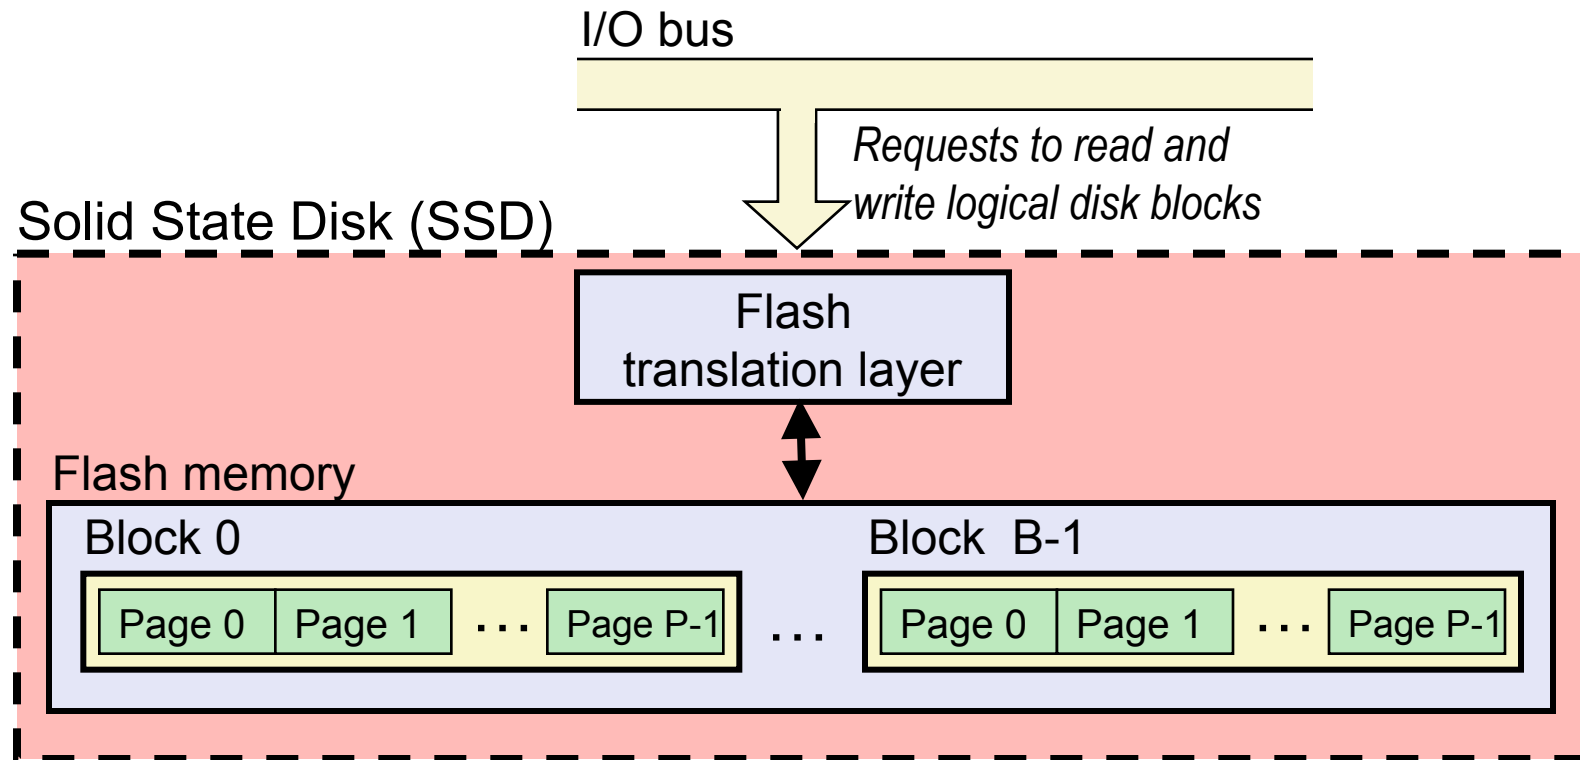 I/O bus
Requests to read and
write logical disk blocks
Solid State Disk (SSD)
Flash
translation layer
Flash memory
Block 0
Block B-1
Page 0 Page 1 ... Page P-1 ... Page 0 Page 1 ... Page P-1